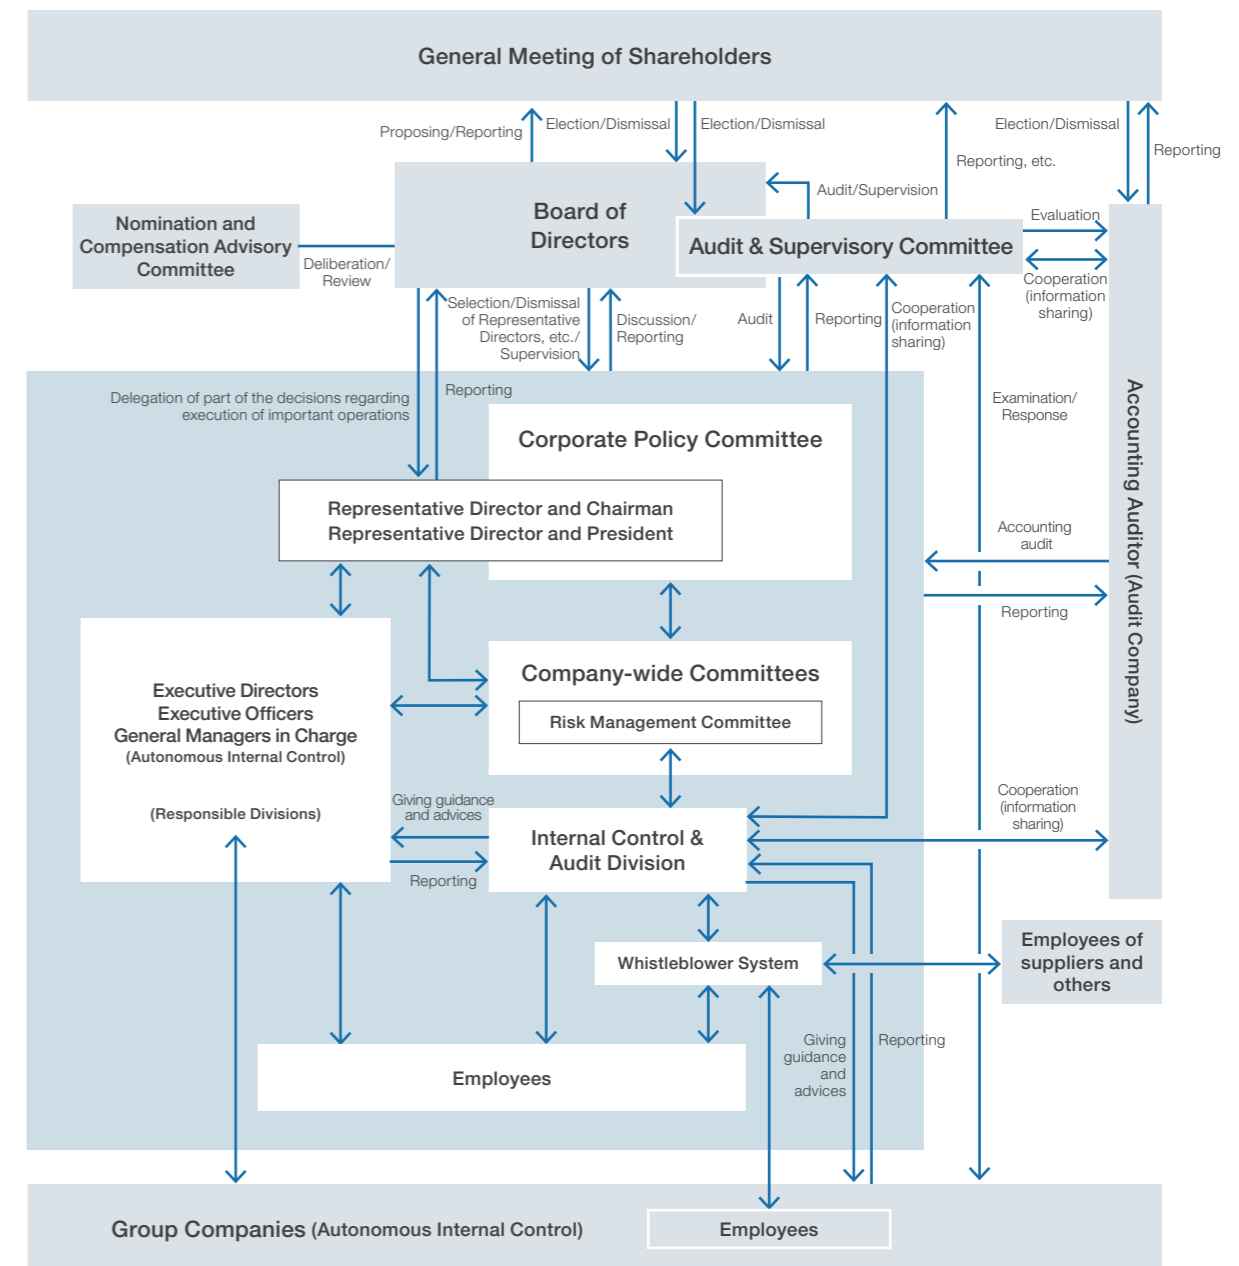 General Meeting of Shareholders
Proposing/Reporting
Election/Dismissal
Election/Dismissal
Reporting, etc.
Election/Dismissal
Reporting
Board of
Directors
Audit/Supervision
Nomination and
Compensation Advisory
Committee
Deliberation/
Review
Audit & Supervisory Committee
Evaluation
Cooperation
(information
sharing)
Selection/Dismissal
of Representative
Directors, etc./
Supervision
Discussion/
Reporting
Audit
Reporting
Cooperation
(information
sharing)
Examination/
Response
Delegation of part of the decisions regarding
execution of important operations
Reporting
Accounting Auditor (Audit Company)
Corporate Policy Committee
Representative Director and Chairman
Representative Director and President
Accounting
audit
Reporting
Executive Directors
Executive Officers
General Managers in Charge
(Autonomous Internal Control)
(Responsible Divisions)
Company-wide Committees
Risk Management Committee
Giving guidance
and advices
Reporting
Internal Control &
Audit Division
Cooperation
(information
sharing)
Whistleblower System
Employees of
suppliers and
others
Giving
guidance
and
advices
Reporting
Employees
Group Companies (Autonomous Internal Control)
Employees